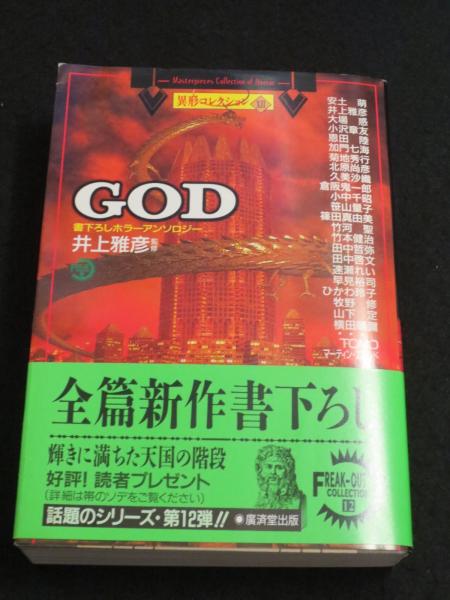 Masterpieces Collection of Horror
異形コレクション XII
GOD
書下ろしホラーアンソロジー
井上雅彦 監修
安土 萌
井上雅彦
大場 惑
小沢章友
恩田 陸
加門七海
菊地秀行
北原尚彦
久美沙織
倉阪鬼一郎
小中千昭
笹山量子
篠田真由美
竹河 聖
竹本健治
田中哲弥
田中啓文
速瀬れい
早見裕司
ひかわ玲子
牧野 修
山下 定
横田順彌
TOMO
全篇新作書下ろし
輝きに満ちた天国の階段
好評!読者プレゼント
(詳細は帯のソデをご覧ください)
話題のシリーズ・第12弾!!
廣済堂出版
FREAK-OUT
COLLECTION
12